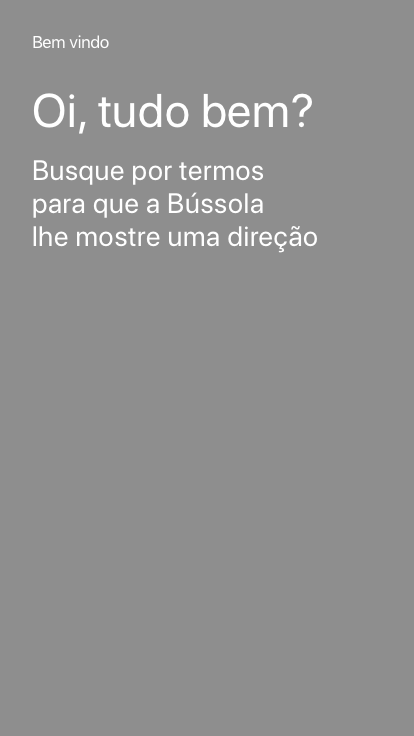 Bem vindo
Oi, tudo bem?
Busque por termos
para que a Bússola
lhe mostre uma direção